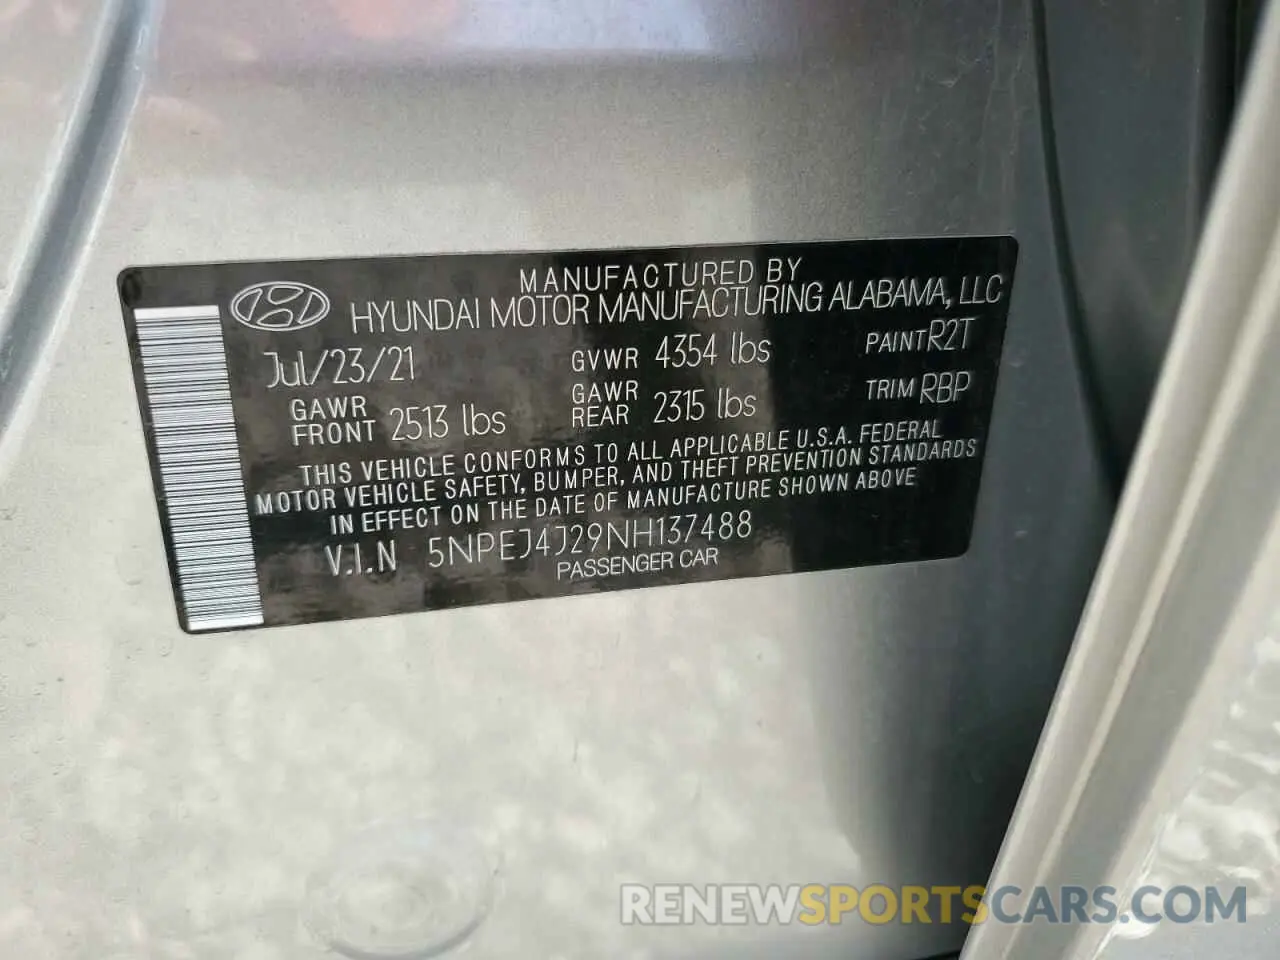 MANUFACTURED BY
HYUNDAI MOTOR MANUFACTURING ALABAMA, LLC
Jul/23/21 GVWR 4354 lbs PAINT R2T
GAWR FRONT 2513 lbs GAWR REAR 2315 lbs TRIM RBP
THIS VEHICLE CONFORMS TO ALL APPLICABLE U.S.A. FEDERAL
MOTOR VEHICLE SAFETY, BUMPER, AND THEFT PREVENTION STANDARDS
IN EFFECT ON THE DATE OF MANUFACTURE SHOWN ABOVE
V.I.N 5NPEJ4J29NH137488
PASSENGER CAR
RENEWSPORTSCARS.COM